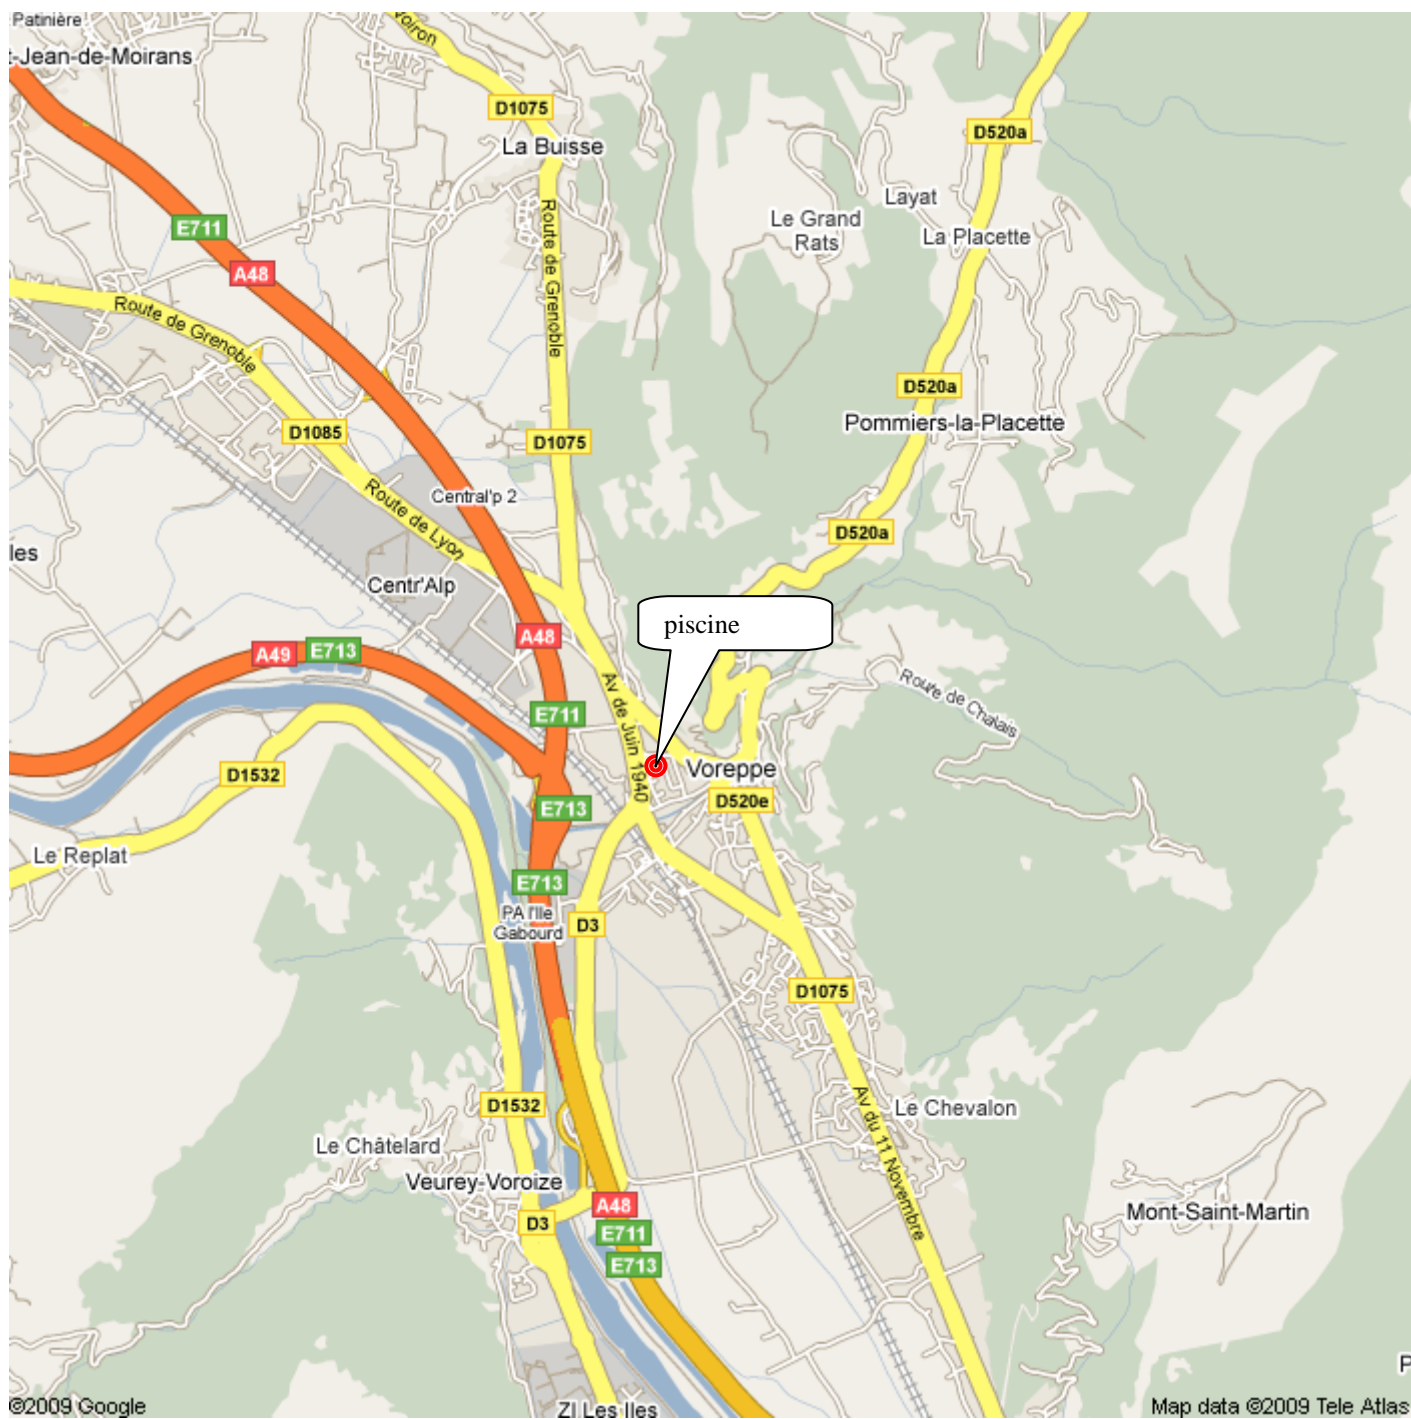 Patinière
t-Jean-de-Moirans
Voiron
D1075
La Buisse
D520a
E711
A48
Layat
Le Grand
Rats
La Placette
Route de Grenoble
Route de Grenoble
D520a
Pommiers-la-Placette
D1085
D1075
Central'p 2
Route de Lyon
D520a
les
Centr'Alp
piscine
A48
A49
E713
Route de Chalais
E711
Av de Juin 1940
D1532
Voreppe
D520e
E713
Le Replat
E713
PA l'Ile
Gabourd
D3
D1075
D1532
Av du 11 Novembre
Le Chevalon
Le Châtelard
Veurey-Voroize
A48
D3
E711
E713
Mont-Saint-Martin
P
©2009 Google
ZI Les Iles
Map data ©2009 Tele Atlas